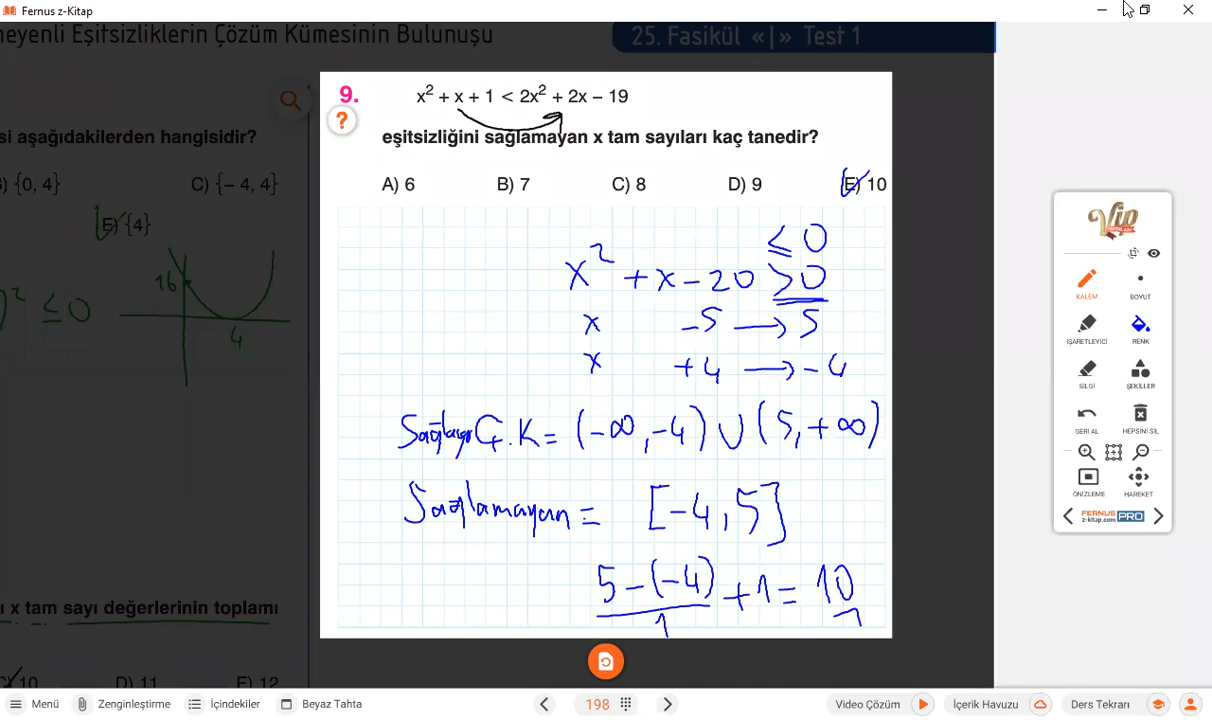 Fernus z-Kitap
neyenli Eşitsizliklerin Çözüm Kümesinin Bulunuşu
25. Fasikül «|» Test 1
si aşağıdakilerden hangisidir?
B) {0, 4}
C) {– 4, 4}
E) {4}
² ≤ 0
16
4
ı x tam sayı değerlerinin toplamı
C) 10
D) 11
E) 12
9. x² + x + 1 < 2x² + 2x – 19
?
eşitsizliğini sağlamayan x tam sayıları kaç tanedir?
A) 6 B) 7 C) 8 D) 9 E) 10
≤ 0
x² + x – 20 > 0
x –5 → 5
x +4 → –4
Sağlayan Ç.K = (–∞, –4) ∪ (5, +∞)
Sağlamayan = [–4, 5]
5 – (–4) / 1 + 1 = 10
Vip
KALEM
BOYUT
İŞARETLEYİCİ
RENK
SİLGİ
ŞEKİLLER
GERİ AL
HEPSİNİ SİL
ÖNİZLEME
HAREKET
FERNUS
z-kitap.com PRO
Menü
Zenginleştirme
İçindekiler
Beyaz Tahta
198
Video Çözüm
İçerik Havuzu
Ders Tekrarı